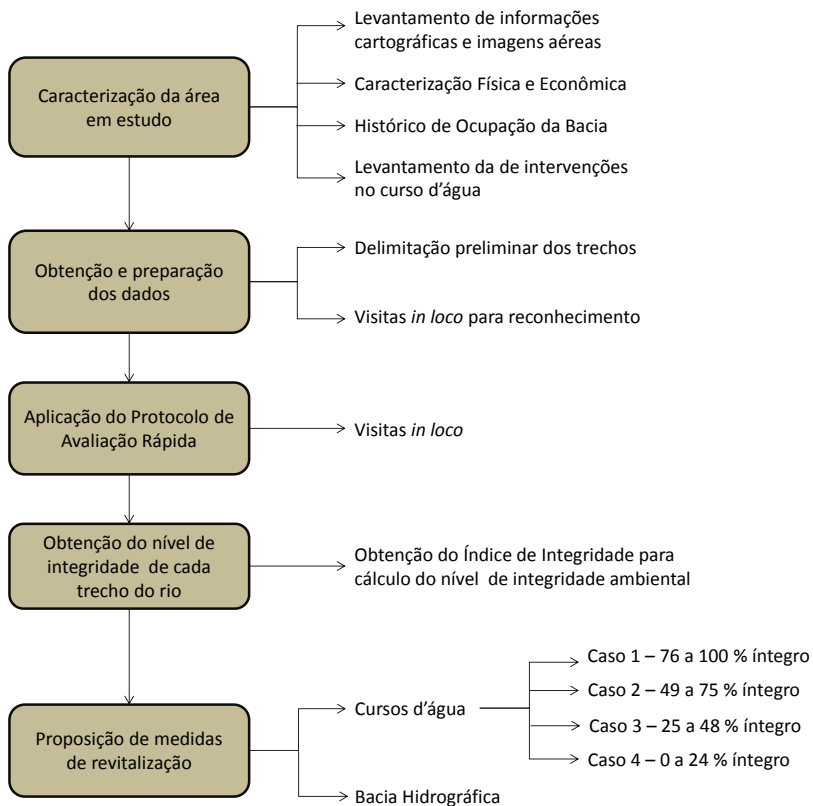 Caracterização da área
em estudo
Levantamento de informações
cartográficas e imagens aéreas
Caracterização Física e Econômica
Histórico de Ocupação da Bacia
Levantamento da de intervenções
no curso d'água
Obtenção e preparação
dos dados
Delimitação preliminar dos trechos
Visitas in loco para reconhecimento
Aplicação do Protocolo de
Avaliação Rápida
Visitas in loco
Obtenção do nível de
integridade de cada
trecho do rio
Obtenção do Índice de Integridade para
cálculo do nível de integridade ambiental
Proposição de medidas
de revitalização
Cursos d'água
Caso 1 – 76 a 100 % íntegro
Caso 2 – 49 a 75 % íntegro
Caso 3 – 25 a 48 % íntegro
Caso 4 – 0 a 24 % íntegro
Bacia Hidrográfica